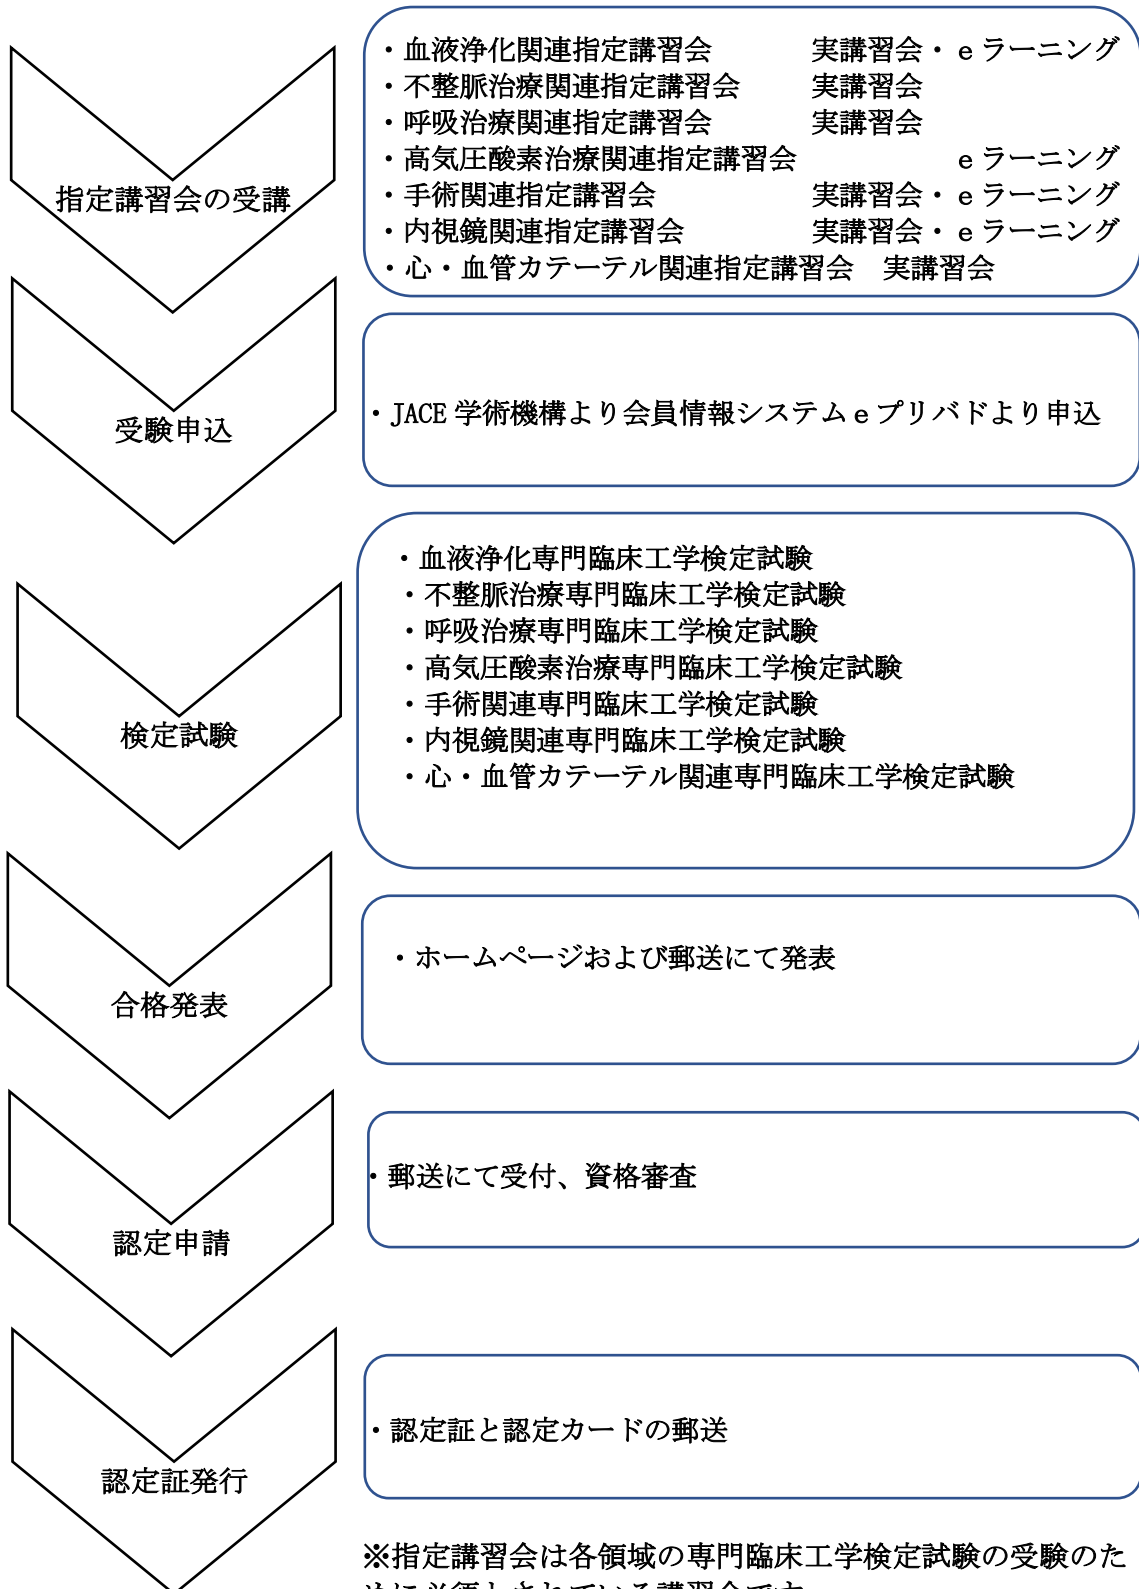 指定講習会の受講
・血液浄化関連指定講習会 実講習会・eラーニング
・不整脈治療関連指定講習会 実講習会
・呼吸治療関連指定講習会 実講習会
・高気圧酸素治療関連指定講習会 eラーニング
・手術関連指定講習会 実講習会・eラーニング
・内視鏡関連指定講習会 実講習会・eラーニング
・心・血管カテーテル関連指定講習会 実講習会
受験申込
・JACE 学術機構より会員情報システムeプリバドより申込
検定試験
・血液浄化専門臨床工学検定試験
・不整脈治療専門臨床工学検定試験
・呼吸治療専門臨床工学検定試験
・高気圧酸素治療専門臨床工学検定試験
・手術関連専門臨床工学検定試験
・内視鏡関連専門臨床工学検定試験
・心・血管カテーテル関連専門臨床工学検定試験
合格発表
・ホームページおよび郵送にて発表
認定申請
・郵送にて受付、資格審査
認定証発行
・認定証と認定カードの郵送
※指定講習会は各領域の専門臨床工学検定試験の受験のた
めに必須とされている講習会です